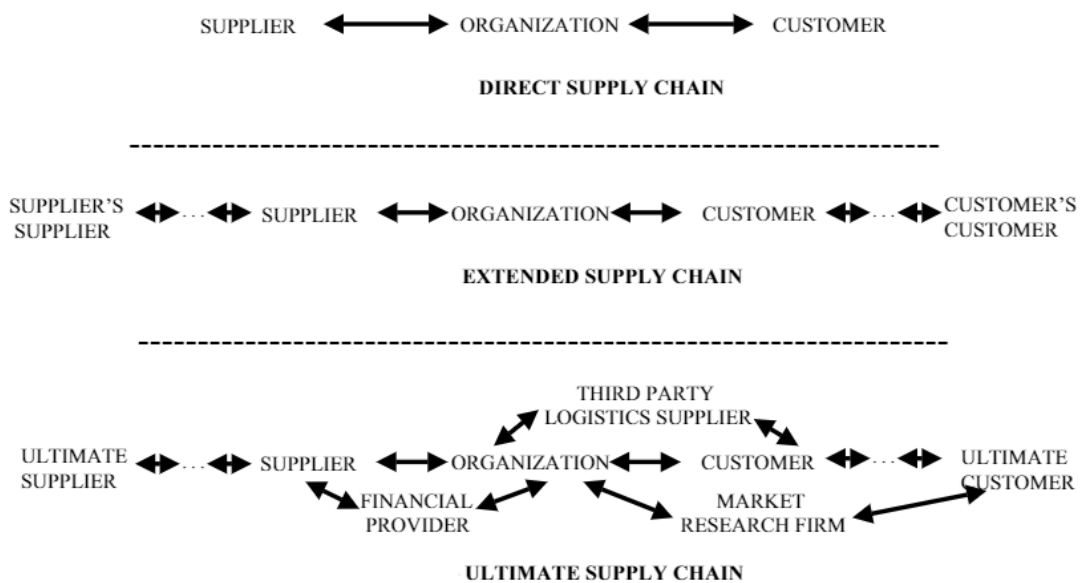 SUPPLIER ORGANIZATION CUSTOMER
DIRECT SUPPLY CHAIN
SUPPLIER'S
SUPPLIER
... SUPPLIER ORGANIZATION CUSTOMER ...
CUSTOMER'S
CUSTOMER
EXTENDED SUPPLY CHAIN
THIRD PARTY
LOGISTICS SUPPLIER
ULTIMATE
SUPPLIER
... SUPPLIER ORGANIZATION CUSTOMER ...
ULTIMATE
CUSTOMER
FINANCIAL
PROVIDER
MARKET
RESEARCH FIRM
ULTIMATE SUPPLY CHAIN